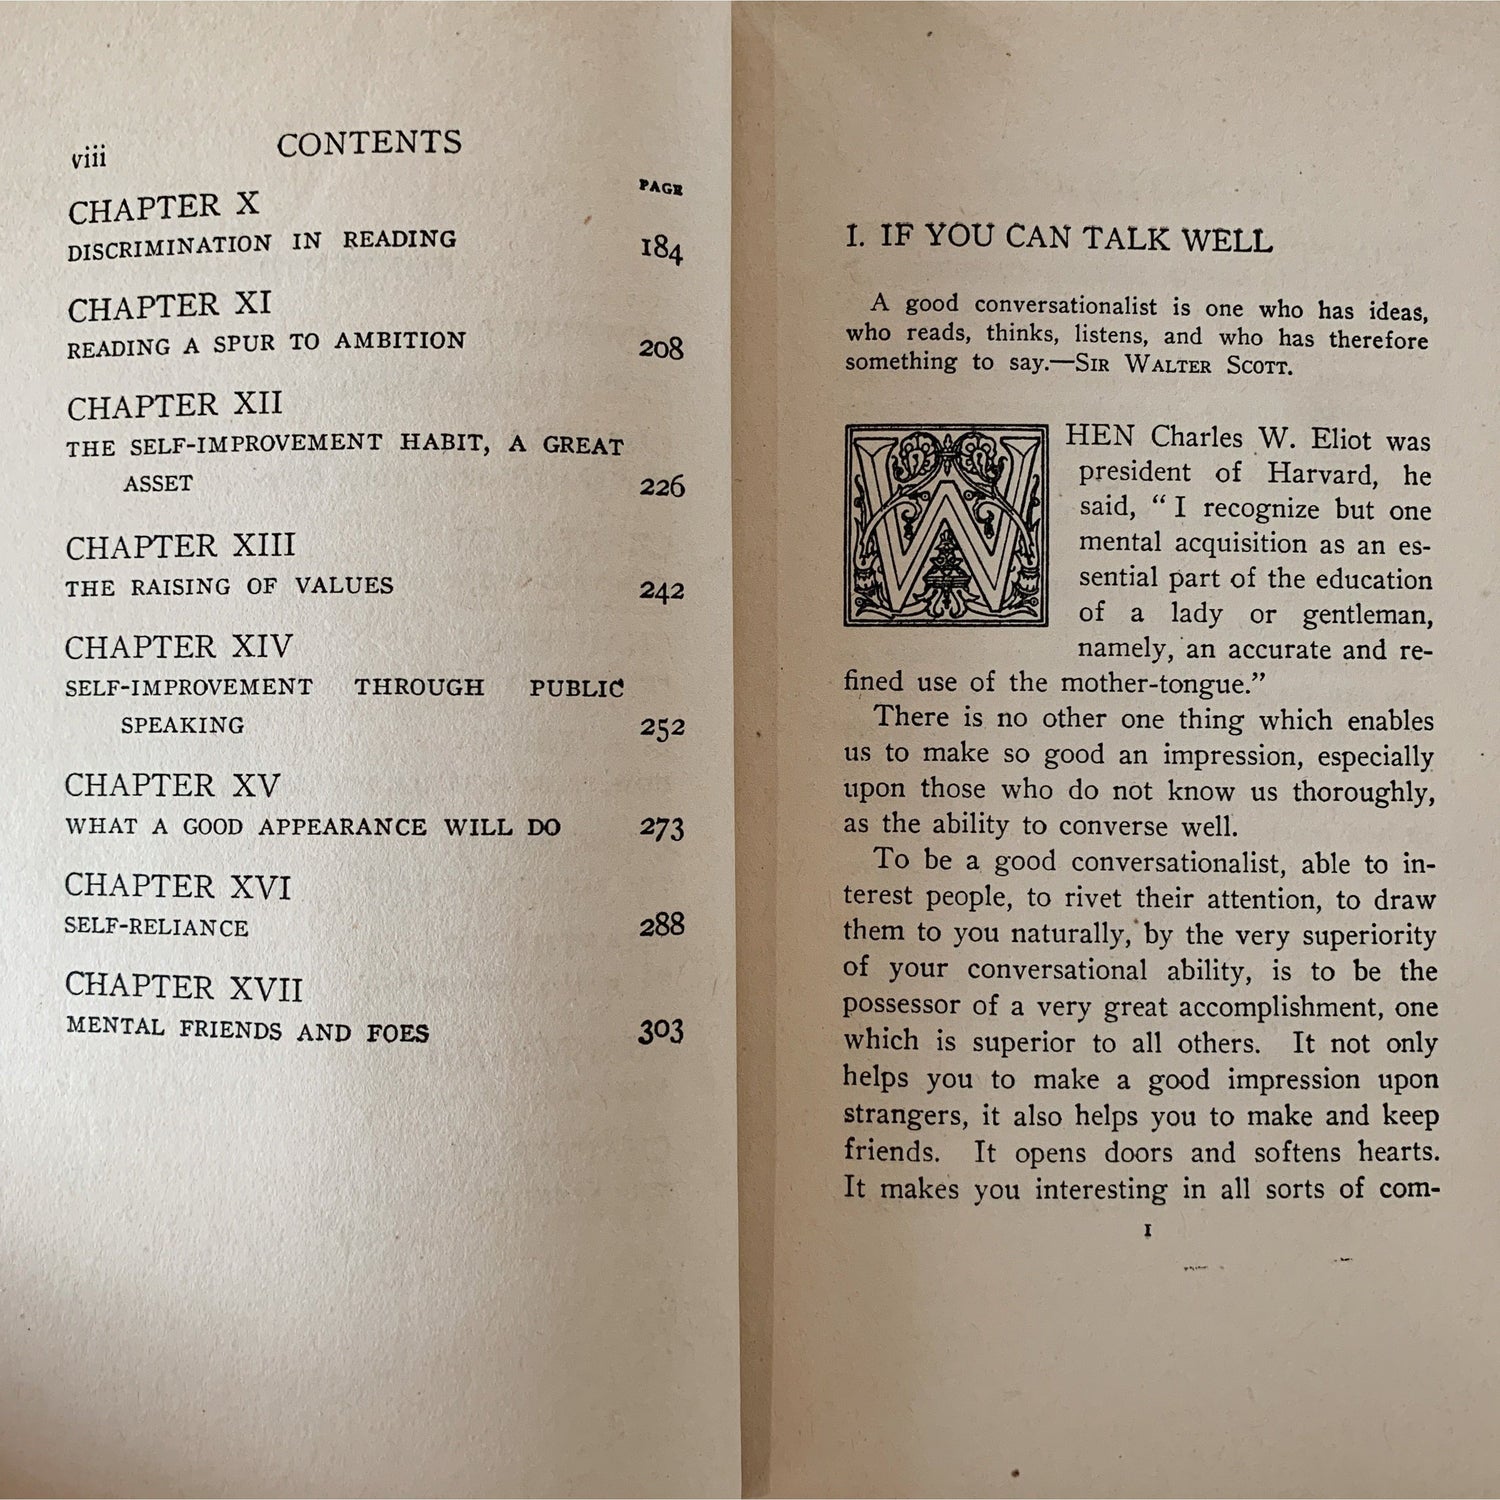 viii CONTENTS
PAGE
CHAPTER X
DISCRIMINATION IN READING 184
CHAPTER XI
READING A SPUR TO AMBITION 208
CHAPTER XII
THE SELF-IMPROVEMENT HABIT, A GREAT
ASSET 226
CHAPTER XIII
THE RAISING OF VALUES 242
CHAPTER XIV
SELF-IMPROVEMENT THROUGH PUBLIC
SPEAKING 252
CHAPTER XV
WHAT A GOOD APPEARANCE WILL DO 273
CHAPTER XVI
SELF-RELIANCE 288
CHAPTER XVII
MENTAL FRIENDS AND FOES 303
I. IF YOU CAN TALK WELL
A good conversationalist is one who has ideas,
who reads, thinks, listens, and who has therefore
something to say.—SIR WALTER SCOTT.
WHEN Charles W. Eliot was
president of Harvard, he
said, “I recognize but one
mental acquisition as an es-
sential part of the education
of a lady or gentleman,
namely, an accurate and re-
fined use of the mother-tongue.”
There is no other one thing which enables
us to make so good an impression, especially
upon those who do not know us thoroughly,
as the ability to converse well.
To be a good conversationalist, able to in-
terest people, to rivet their attention, to draw
them to you naturally, by the very superiority
of your conversational ability, is to be the
possessor of a very great accomplishment, one
which is superior to all others. It not only
helps you to make a good impression upon
strangers, it also helps you to make and keep
friends. It opens doors and softens hearts.
It makes you interesting in all sorts of com-
1